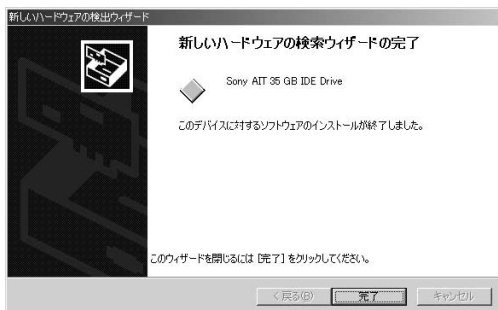 新しいハードウェアの検出ウィザード
新しいハードウェアの検索ウィザードの完了
Sony AIT 35 GB IDE Drive
このデバイスに対するソフトウェアのインストールが終了しました。
このウィザードを閉じるには [完了] をクリックしてください。
< 戻る(B)
完了
キャンセル